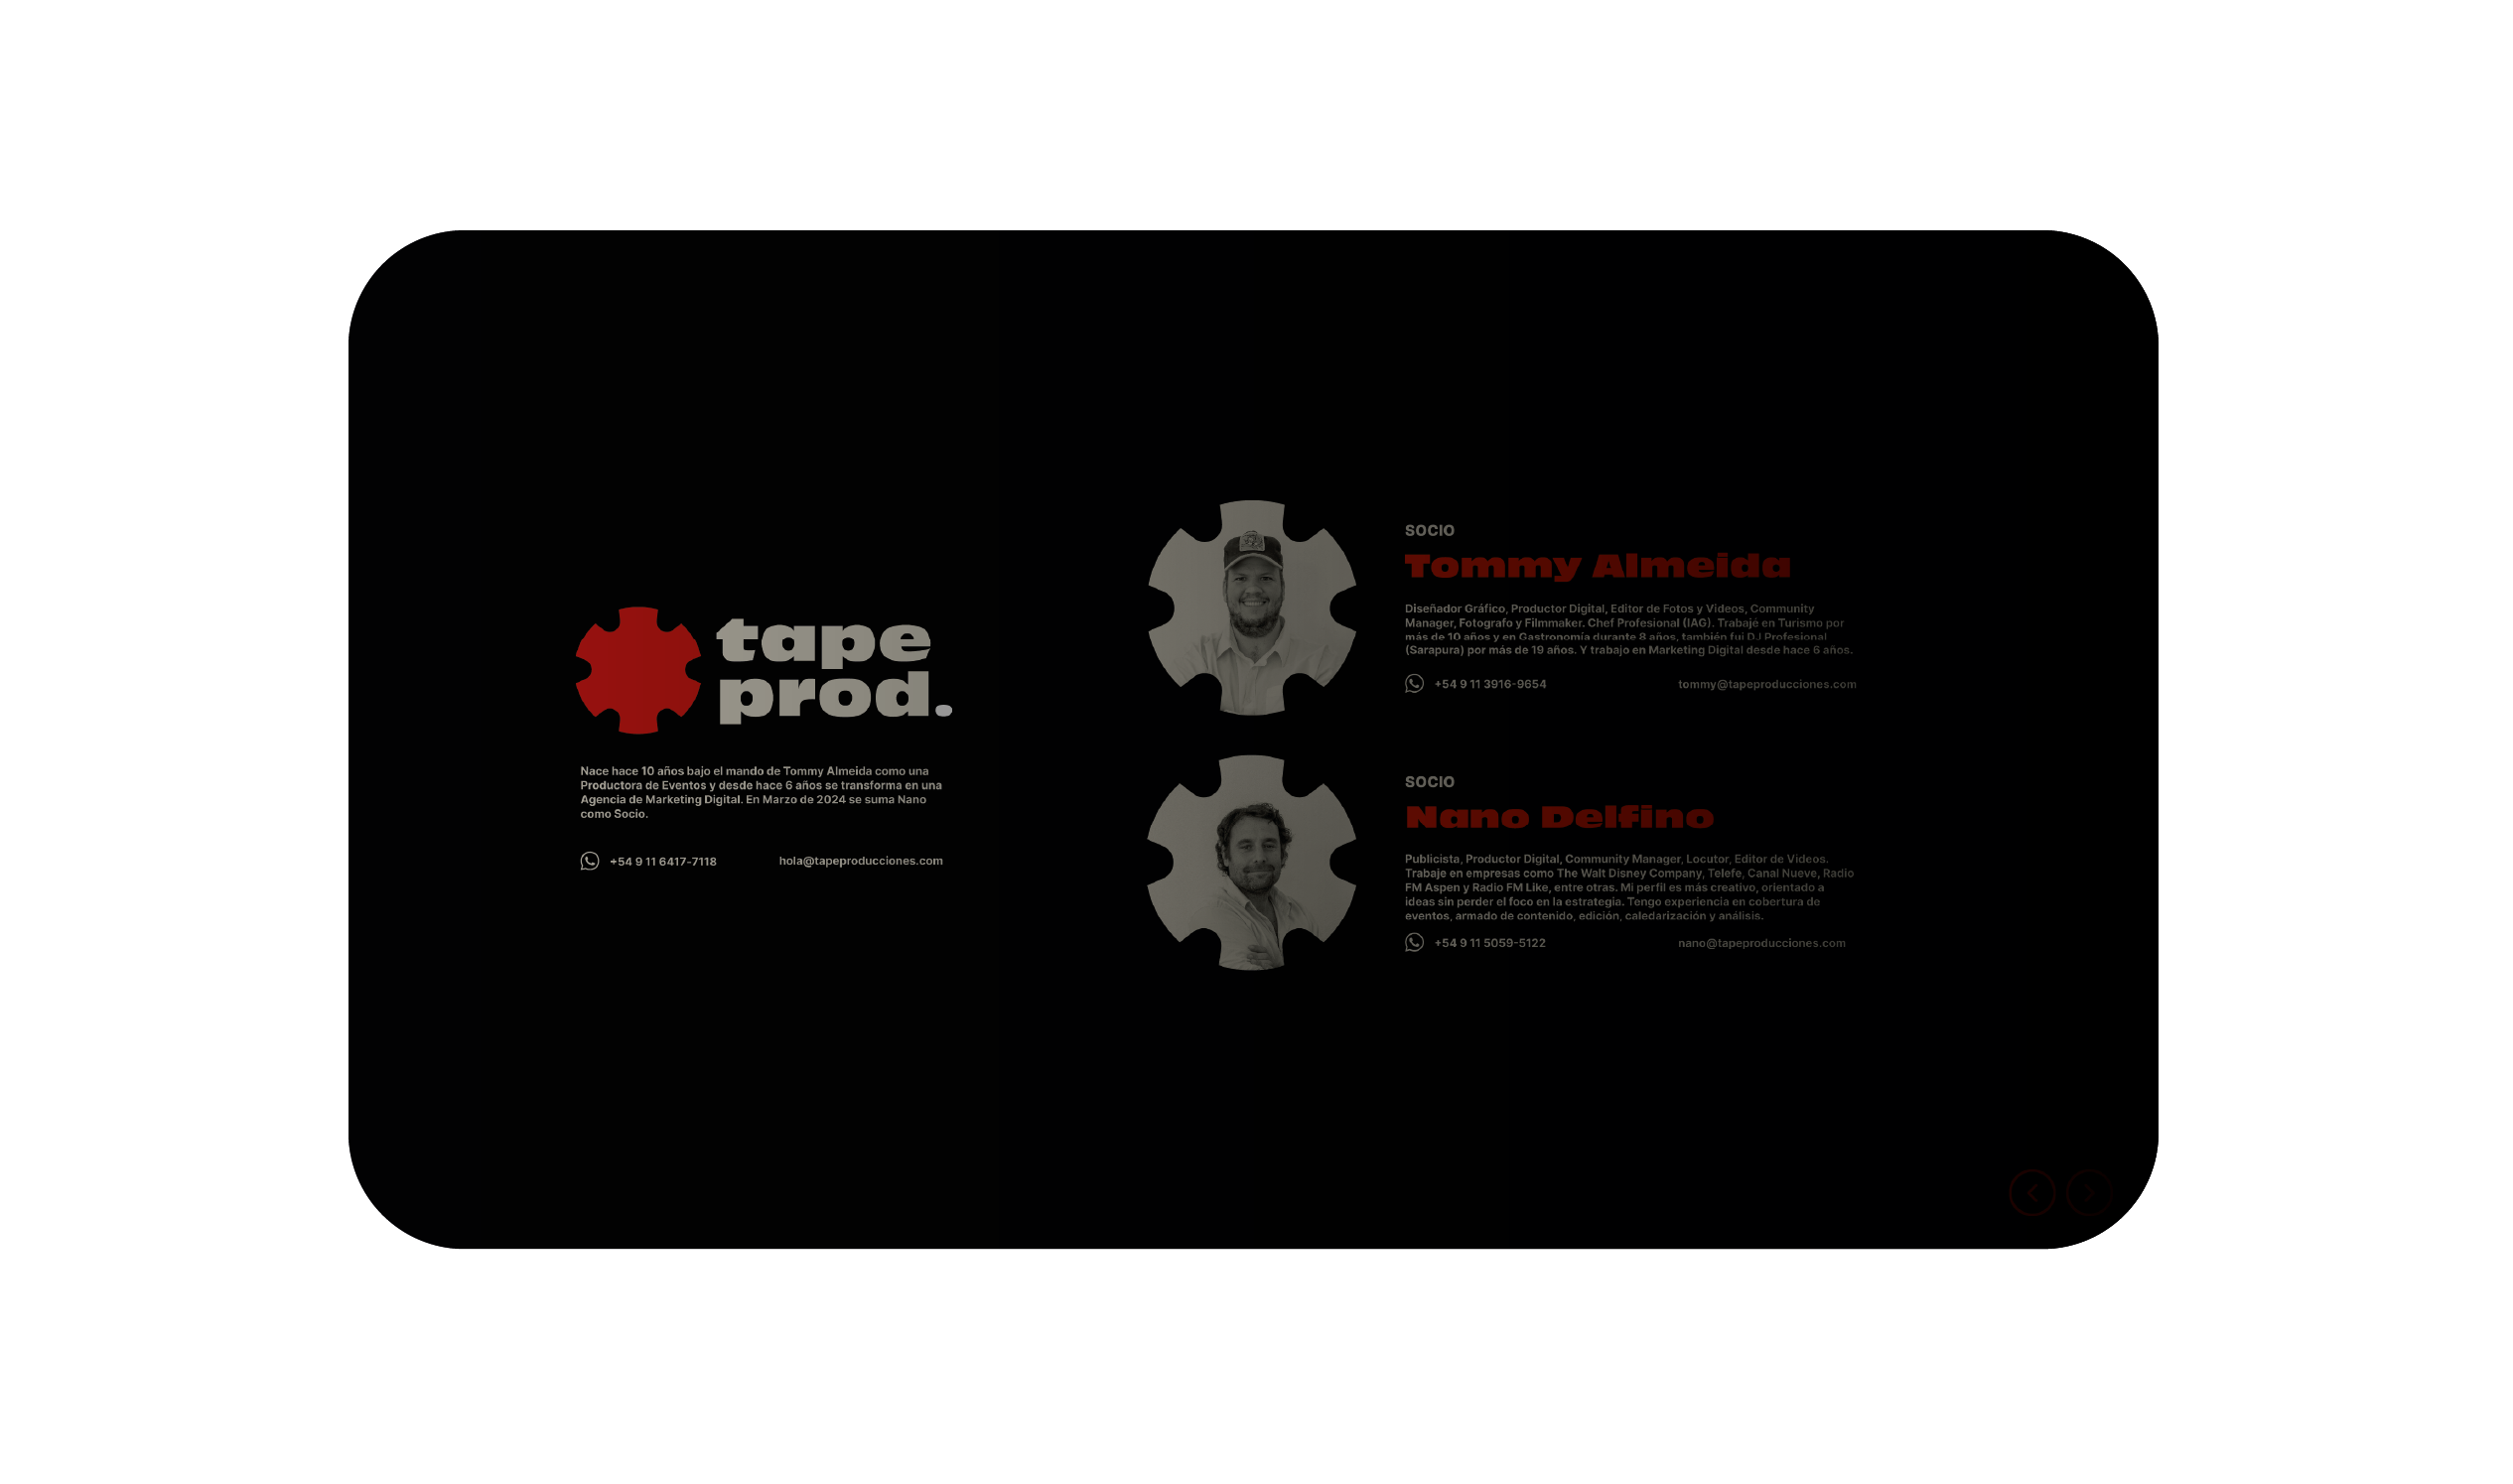 tape
prod.
Nace hace 10 años bajo el mando de Tommy Almeida como una
Productora de Eventos y desde hace 6 años se transforma en una
Agencia de Marketing Digital. En Marzo de 2024 se suma Nano
como Socio.
+54 9 11 6417-7118
hola@tapeproducciones.com
SOCIO
Tommy Almeida
Diseñador Gráfico, Productor Digital, Editor de Fotos y Videos, Community
Manager, Fotografo y Filmmaker. Chef Profesional (IAG). Trabajé en Turismo por
más de 10 años y en Gastronomía durante 8 años, también fui DJ Profesional
(Sarapura) por más de 19 años. Y trabajo en Marketing Digital desde hace 6 años.
+54 9 11 3916-9654
tommy@tapeproducciones.com
SOCIO
Nano Delfino
Publicista, Productor Digital, Community Manager, Locutor, Editor de Videos.
Trabaje en empresas como The Walt Disney Company, Telefe, Canal Nueve, Radio
FM Aspen y Radio FM Like, entre otras. Mi perfil es más creativo, orientado a
ideas sin perder el foco en la estrategia. Tengo experiencia en cobertura de
eventos, armado de contenido, edición, caledarización y análisis.
+54 9 11 5059-5122
nano@tapeproducciones.com